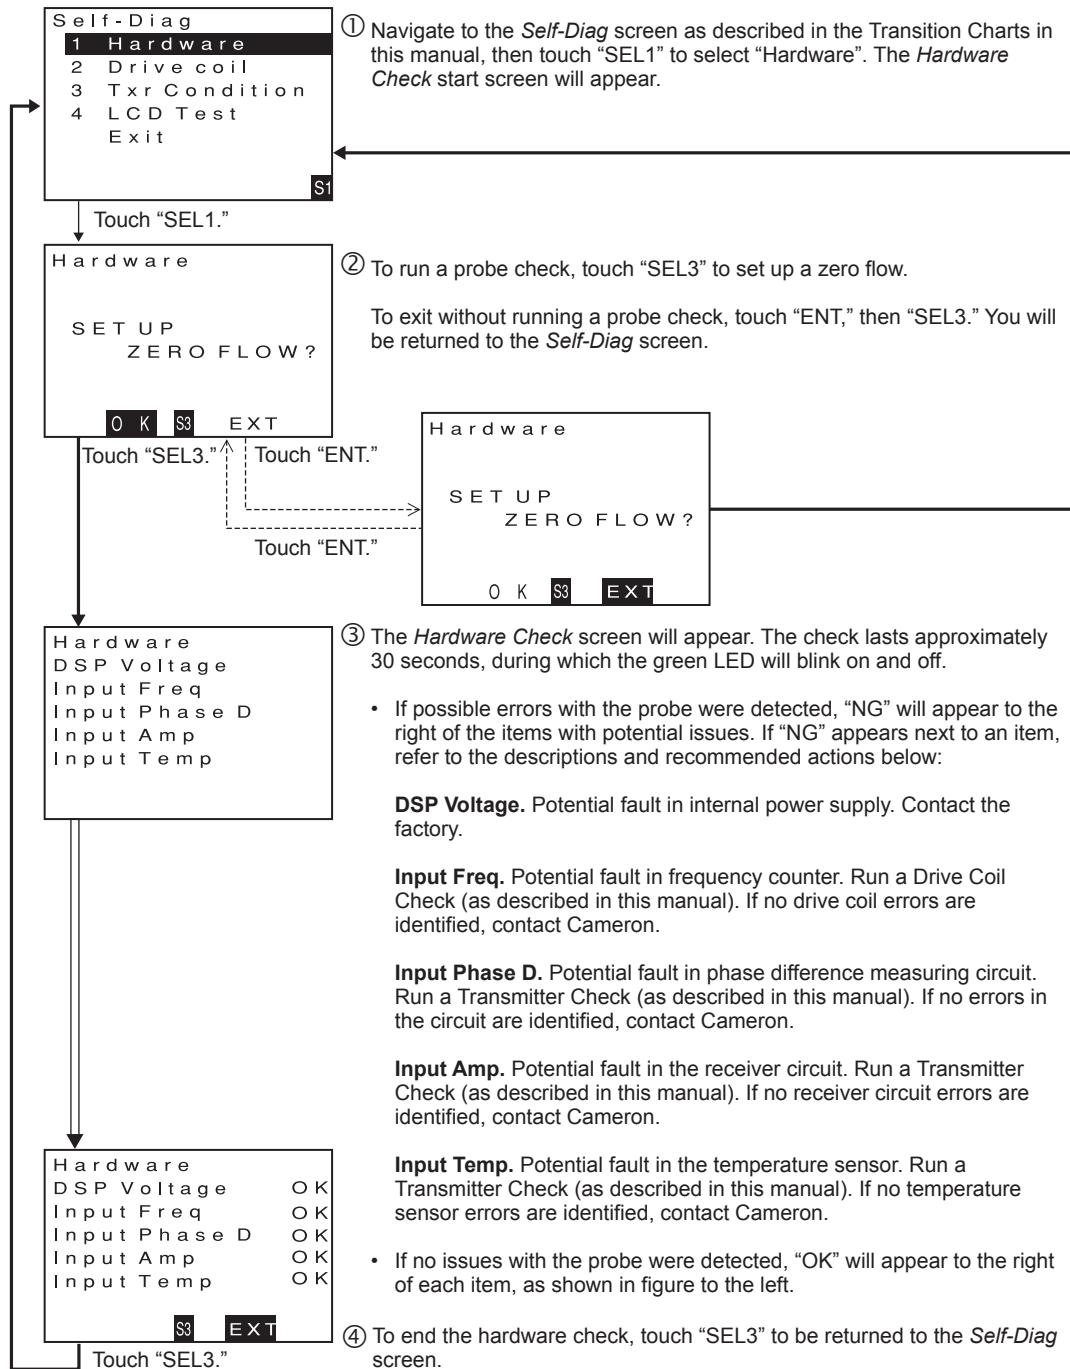 Self-Diag
1 Hardware
2 Drive coil
3 Txr Condition
4 LCD Test
Exit
S1
① Navigate to the Self-Diag screen as described in the Transition Charts in
this manual, then touch “SEL1” to select “Hardware”. The Hardware
Check start screen will appear.
Touch “SEL1.”
Hardware
SET UP
ZERO FLOW?
OK S3 EXT
② To run a probe check, touch “SEL3” to set up a zero flow.
To exit without running a probe check, touch “ENT,” then “SEL3.” You will
be returned to the Self-Diag screen.
Touch “SEL3.”
Touch “ENT.”
Touch “ENT.”
Hardware
SET UP
ZERO FLOW?
OK S3 EXT
Hardware
DSP Voltage
Input Freq
Input Phase D
Input Amp
Input Temp
③ The Hardware Check screen will appear. The check lasts approximately
30 seconds, during which the green LED will blink on and off.
• If possible errors with the probe were detected, “NG” will appear to the
right of the items with potential issues. If “NG” appears next to an item,
refer to the descriptions and recommended actions below:
DSP Voltage. Potential fault in internal power supply. Contact the
factory.
Input Freq. Potential fault in frequency counter. Run a Drive Coil
Check (as described in this manual). If no drive coil errors are
identified, contact Cameron.
Input Phase D. Potential fault in phase difference measuring circuit.
Run a Transmitter Check (as described in this manual). If no errors in
the circuit are identified, contact Cameron.
Input Amp. Potential fault in the receiver circuit. Run a Transmitter
Check (as described in this manual). If no receiver circuit errors are
identified, contact Cameron.
Input Temp. Potential fault in the temperature sensor. Run a
Transmitter Check (as described in this manual). If no temperature
sensor errors are identified, contact Cameron.
• If no issues with the probe were detected, “OK” will appear to the right
of each item, as shown in figure to the left.
Hardware
DSP Voltage OK
Input Freq OK
Input Phase D OK
Input Amp OK
Input Temp OK
S3 EXT
Touch “SEL3.”
④ To end the hardware check, touch “SEL3” to be returned to the Self-Diag
screen.